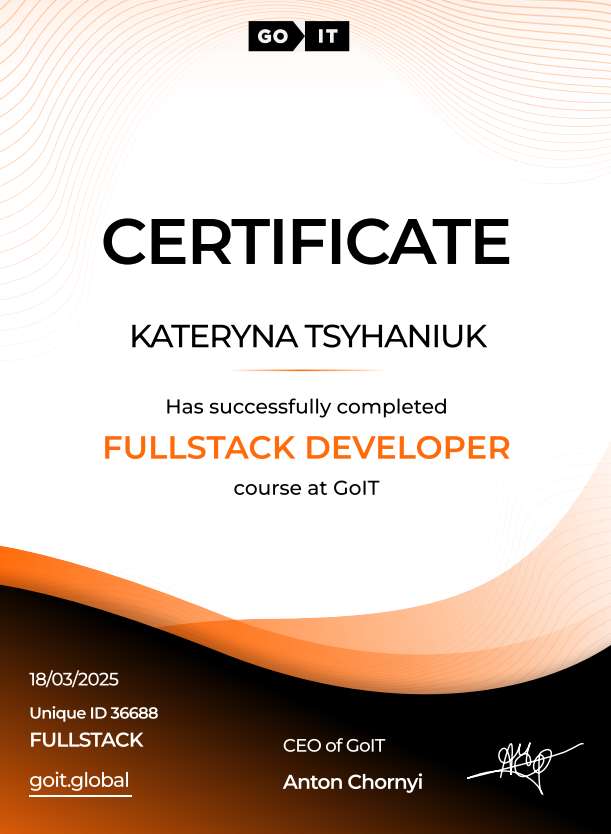 GO IT
CERTIFICATE
KATERYNA TSYHANIUK
Has successfully completed
FULLSTACK DEVELOPER
course at GoIT
18/03/2025
Unique ID 36688
FULLSTACK
goit.global
CEO of GoIT
Anton Chornyi